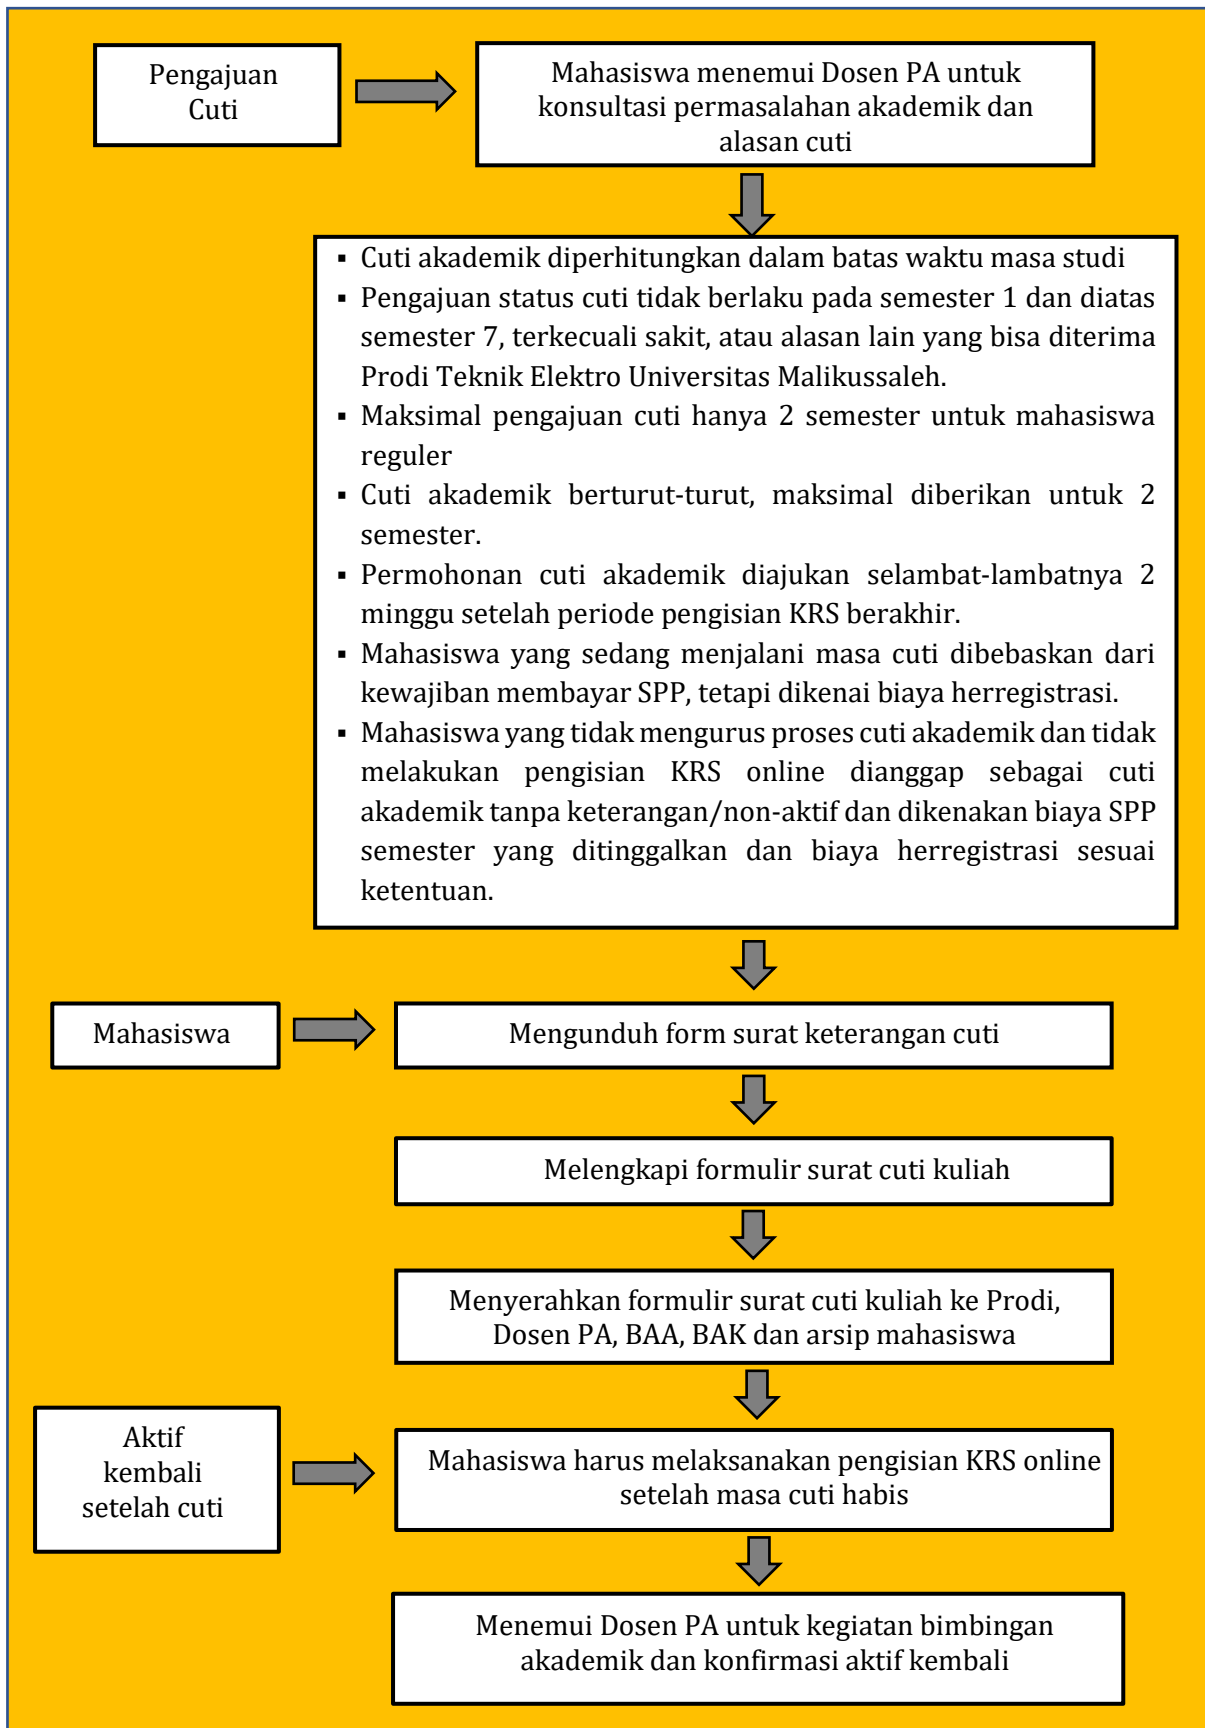 Pengajuan
Cuti
Mahasiswa menemui Dosen PA untuk
konsultasi permasalahan akademik dan
alasan cuti
▪ Cuti akademik diperhitungkan dalam batas waktu masa studi
▪ Pengajuan status cuti tidak berlaku pada semester 1 dan diatas
semester 7, terkecuali sakit, atau alasan lain yang bisa diterima
Prodi Teknik Elektro Universitas Malikussaleh.
▪ Maksimal pengajuan cuti hanya 2 semester untuk mahasiswa
reguler
▪ Cuti akademik berturut-turut, maksimal diberikan untuk 2
semester.
▪ Permohonan cuti akademik diajukan selambat-lambatnya 2
minggu setelah periode pengisian KRS berakhir.
▪ Mahasiswa yang sedang menjalani masa cuti dibebaskan dari
kewajiban membayar SPP, tetapi dikenai biaya herregistrasi.
▪ Mahasiswa yang tidak mengurus proses cuti akademik dan tidak
melakukan pengisian KRS online dianggap sebagai cuti
akademik tanpa keterangan/non-aktif dan dikenakan biaya SPP
semester yang ditinggalkan dan biaya herregistrasi sesuai
ketentuan.
Mahasiswa
Mengunduh form surat keterangan cuti
Melengkapi formulir surat cuti kuliah
Menyerahkan formulir surat cuti kuliah ke Prodi,
Dosen PA, BAA, BAK dan arsip mahasiswa
Aktif
kembali
setelah cuti
Mahasiswa harus melaksanakan pengisian KRS online
setelah masa cuti habis
Menemui Dosen PA untuk kegiatan bimbingan
akademik dan konfirmasi aktif kembali